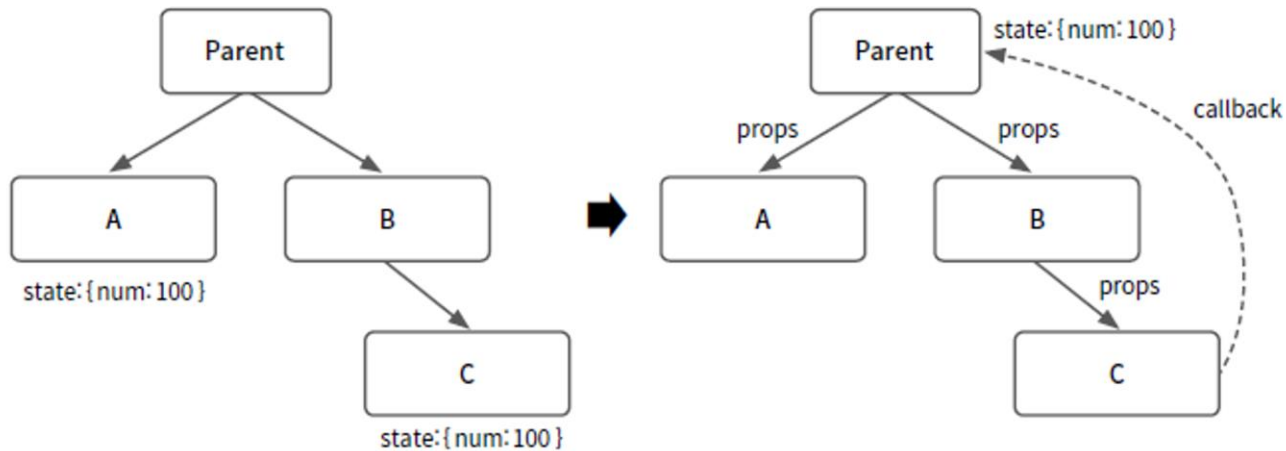 Parent
A
B
state:{num:100}
C
state:{num:100}
Parent
state:{num:100}
callback
props
props
A
B
props
C